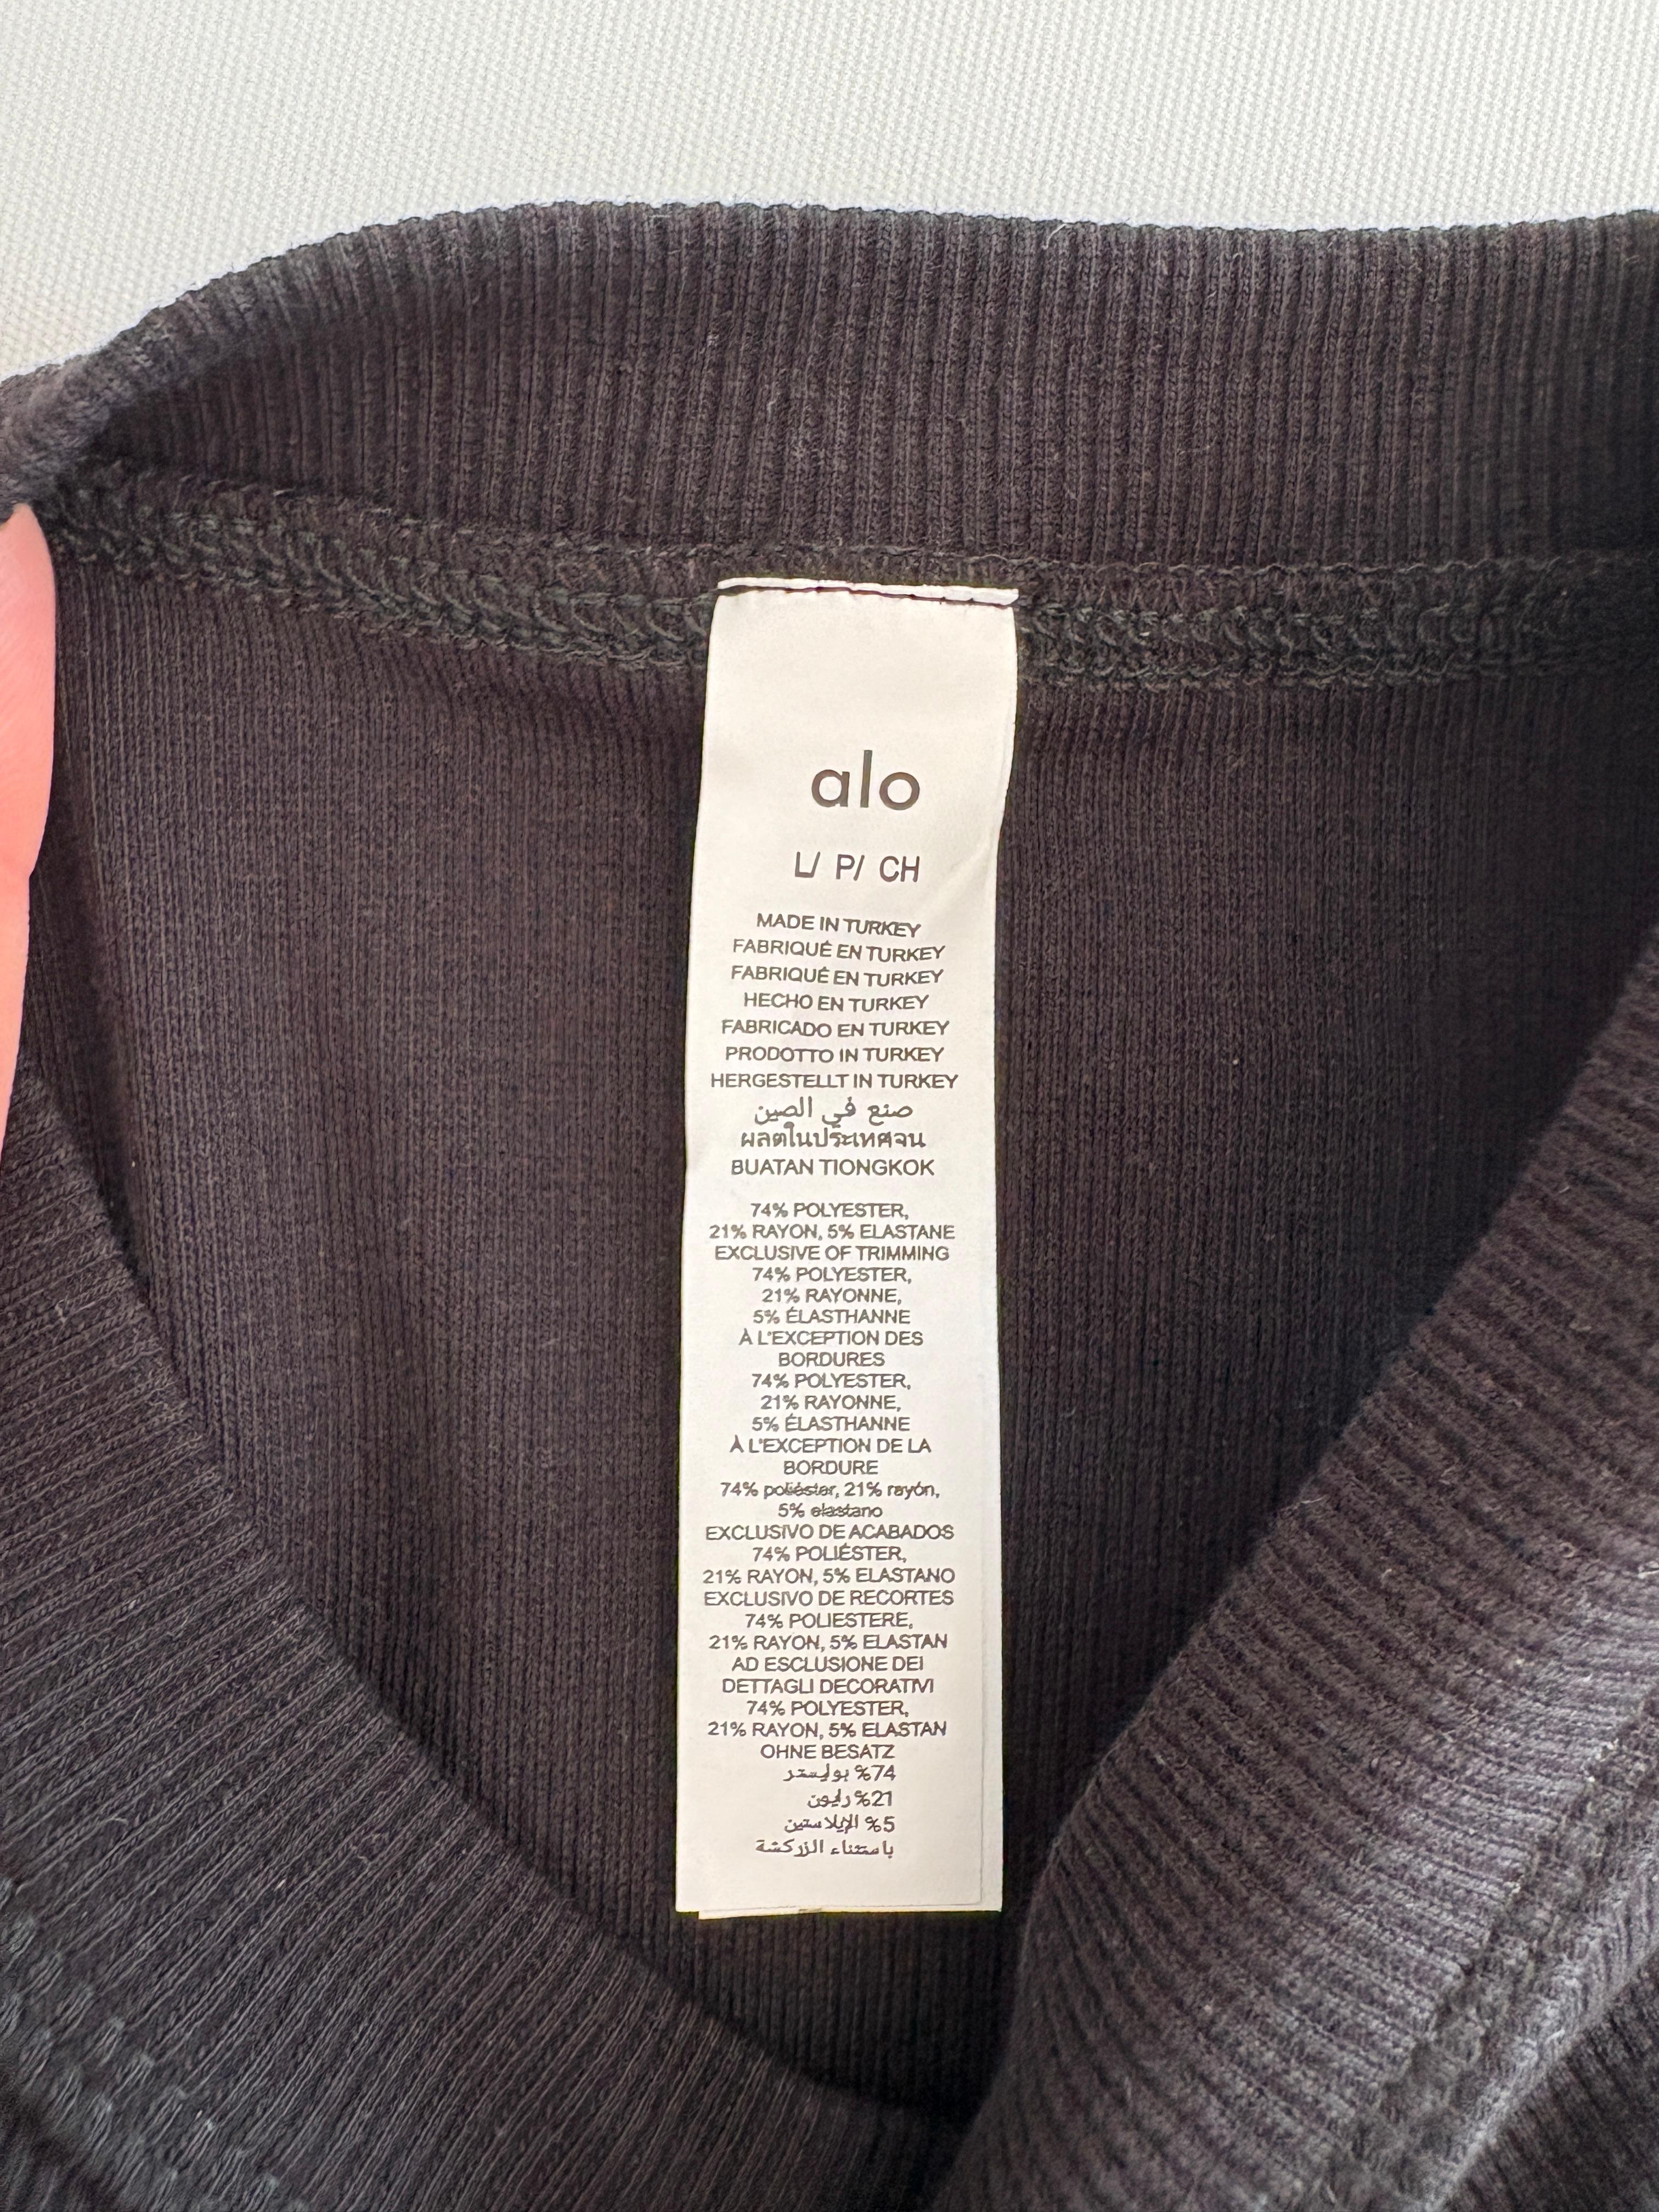 alo
L/ P/ CH
MADE IN TURKEY
FABRIQUÉ EN TURKEY
FABRIQUÉ EN TURKEY
HECHO EN TURKEY
FABRICADO EN TURKEY
PRODOTTO IN TURKEY
HERGESTELLT IN TURKEY
صنع في الصين
ผลิตในประเทศจีน
BUATAN TIONGKOK
74% POLYESTER,
21% RAYON, 5% ELASTANE
EXCLUSIVE OF TRIMMING
74% POLYESTER,
21% RAYONNE,
5% ÉLASTHANNE
À L'EXCEPTION DES
BORDURES
74% POLYESTER,
21% RAYONNE,
5% ÉLASTHANNE
À L'EXCEPTION DE LA
BORDURE
74% poliéster, 21% rayón,
5% elastano
EXCLUSIVO DE ACABADOS
74% POLIÉSTER,
21% RAYON, 5% ELASTANO
EXCLUSIVO DE RECORTES
74% POLIESTERE,
21% RAYON, 5% ELASTAN
AD ESCLUSIONE DEI
DETTAGLI DECORATIVI
74% POLYESTER,
21% RAYON, 5% ELASTAN
OHNE BESATZ
74% بوليستر
21% رايون
5% الإيلاستين
باستثناء الزركشة